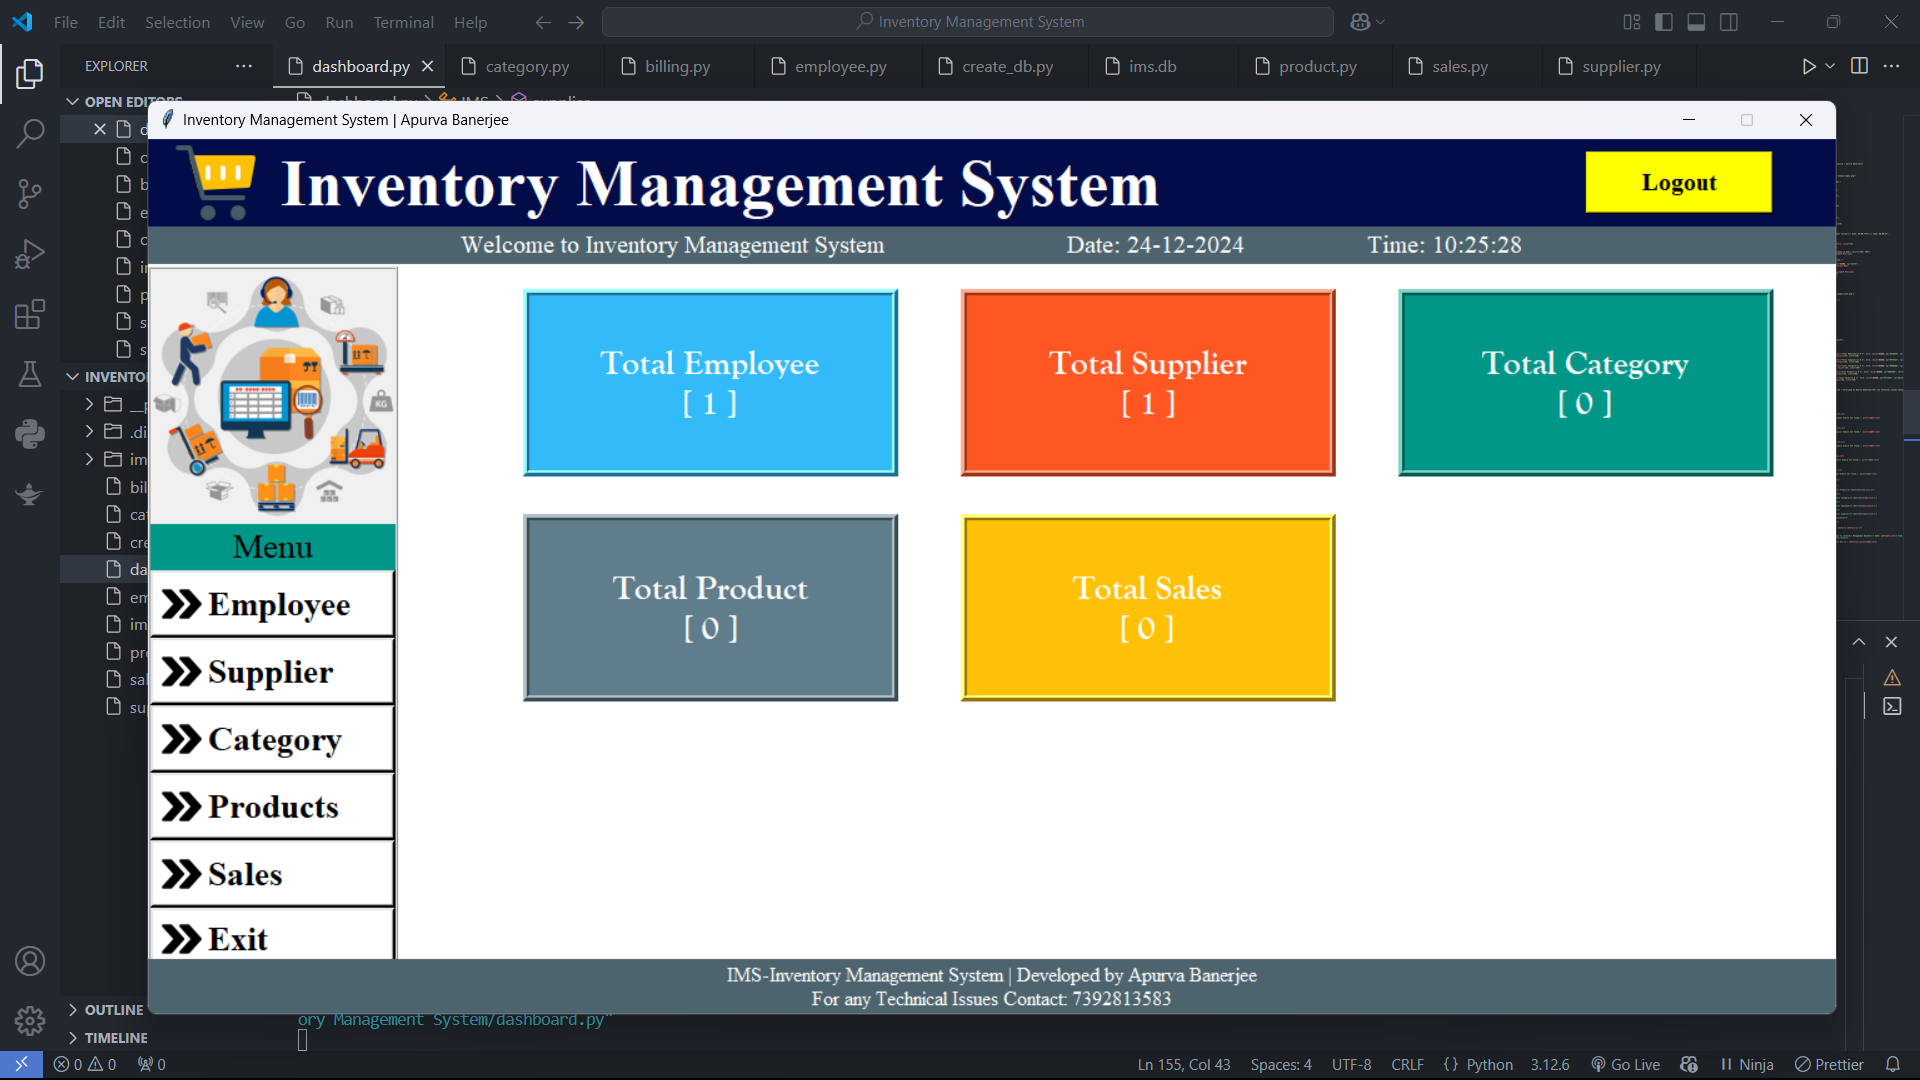 File Edit Selection View Go Run Terminal Help
Inventory Management System
EXPLORER
dashboard.py category.py billing.py employee.py create_db.py ims.db product.py sales.py supplier.py
OPEN EDITORS
Inventory Management System | Apurva Banerjee
Inventory Management System
Logout
Welcome to Inventory Management System Date: 24-12-2024 Time: 10:25:28
Total Employee
[ 1 ]
Total Supplier
[ 1 ]
Total Category
[ 0 ]
Total Product
[ 0 ]
Total Sales
[ 0 ]
KG
Menu
Employee
Supplier
Category
Products
Sales
Exit
IMS-Inventory Management System | Developed by Apurva Banerjee
For any Technical Issues Contact: 7392813583
OUTLINE
TIMELINE
ory Management System/dashboard.py"
0 0 0
Ln 155, Col 43 Spaces: 4 UTF-8 CRLF {} Python 3.12.6 Go Live Ninja Prettier